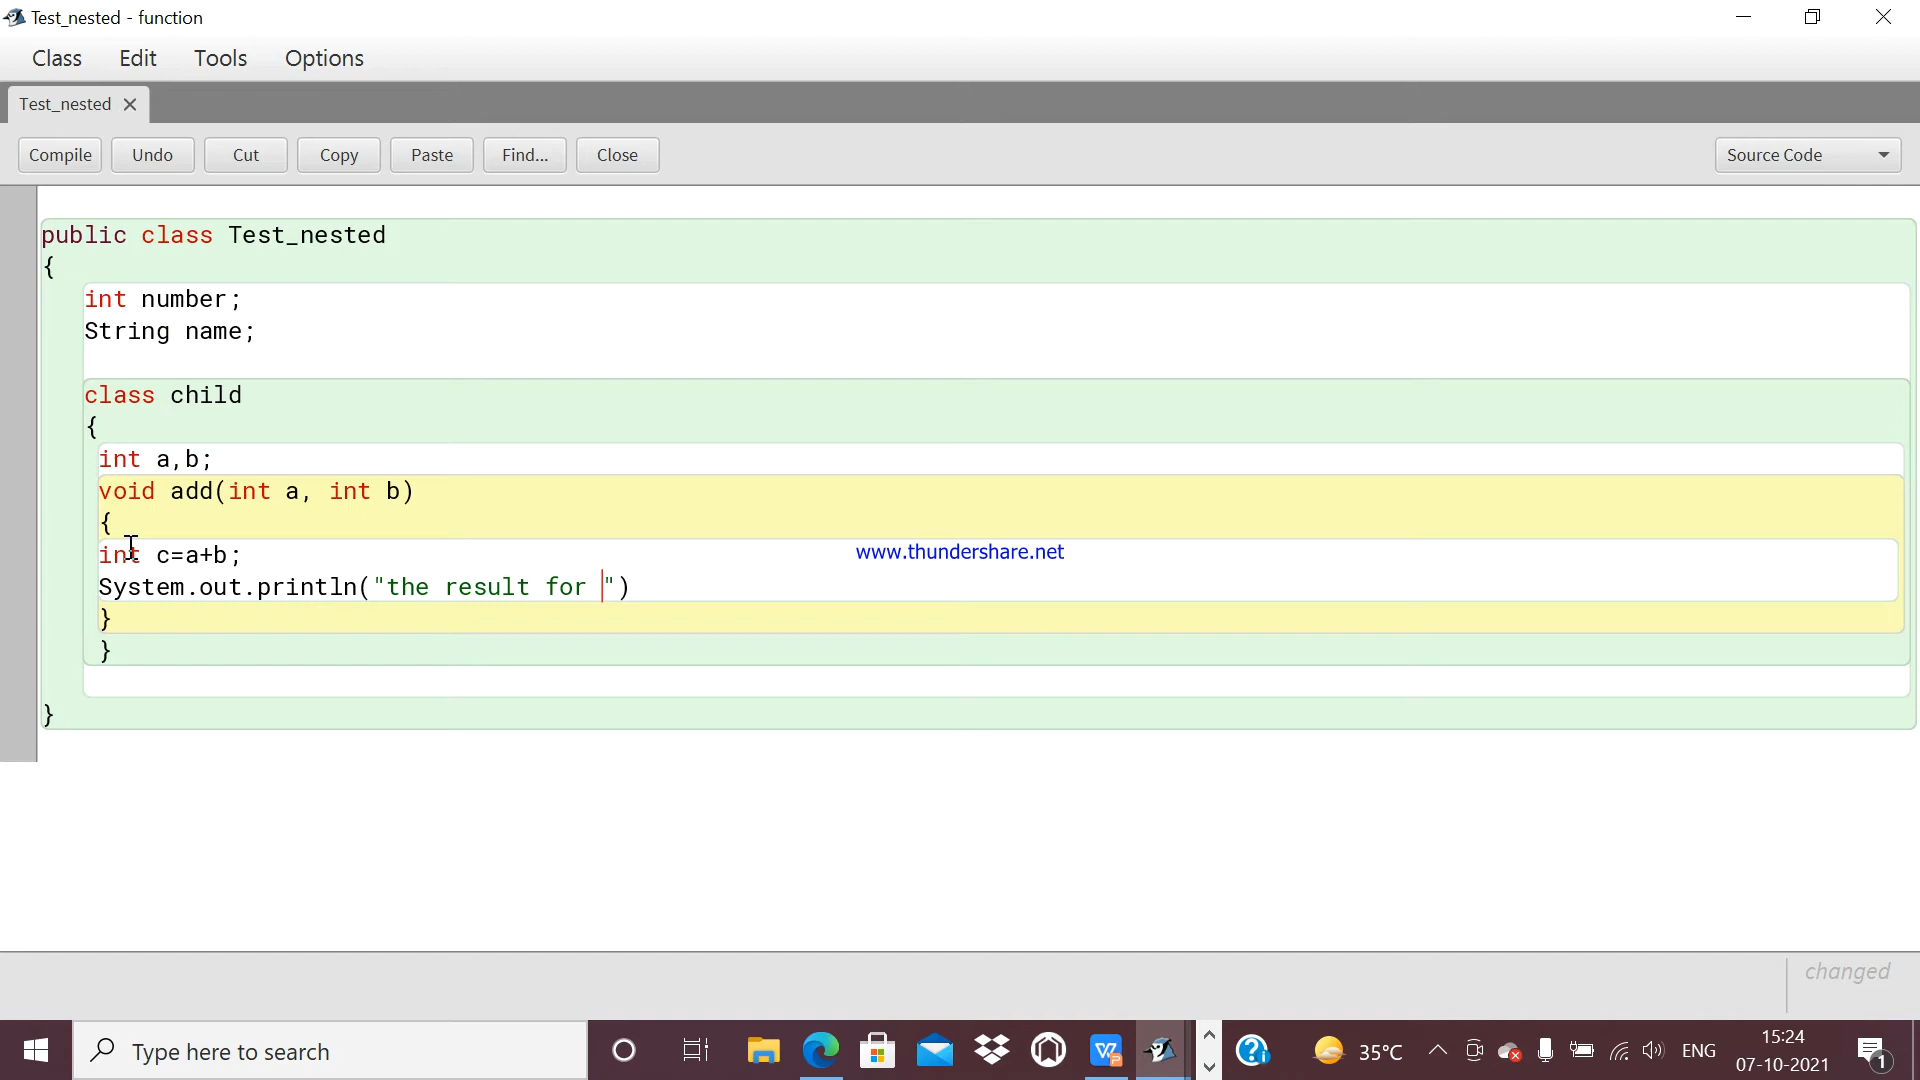 Test_nested - function
Class Edit Tools Options
Test_nested
Compile Undo Cut Copy Paste Find... Close Source Code
public class Test_nested
{
int number;
String name;
class child
{
int a,b;
void add(int a, int b)
{
int c=a+b;
www.thundershare.net
System.out.println("the result for ")
}
}
}
changed
Type here to search
35°C ENG 15:24
07-10-2021 1